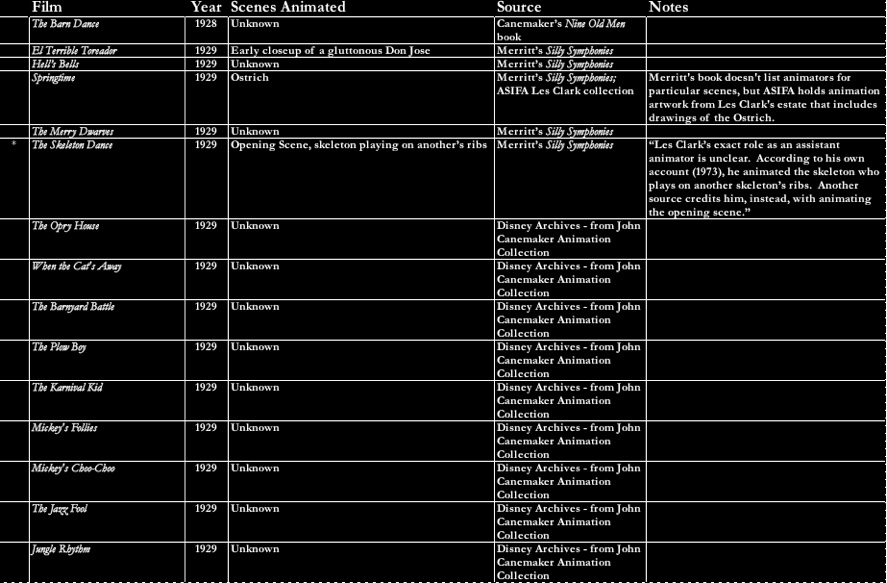 Film Year Scenes Animated Source Notes
The Barn Dance 1928 Unknown Canemaker's Nine Old Men
book
El Terrible Toreador 1929 Early closeup of a gluttonous Don Jose Merritt's Silly Symphonies
Hell's Bells 1929 Unknown Merritt's Silly Symphonies
Springtime 1929 Ostrich Merritt's Silly Symphonies; Merritt's book doesn't list animators for
ASIFA Les Clark collection particular scenes, but ASIFA holds animation
artwork from Les Clark's estate that includes
drawings of the Ostrich.
The Merry Dwarves 1929 Unknown Merritt's Silly Symphonies
* The Skeleton Dance 1929 Opening Scene, skeleton playing on another's ribs Merritt's Silly Symphonies "Les Clark's exact role as an assistant
animator is unclear. According to his own
account (1973), he animated the skeleton who
plays on another skeleton's ribs. Another
source credits him, instead, with animating
the opening scene."
The Opry House 1929 Unknown Disney Archives - from John
Canemaker Animation
Collection
When the Cat's Away 1929 Unknown Disney Archives - from John
Canemaker Animation
Collection
The Barnyard Battle 1929 Unknown Disney Archives - from John
Canemaker Animation
Collection
The Plow Boy 1929 Unknown Disney Archives - from John
Canemaker Animation
Collection
The Karnival Kid 1929 Unknown Disney Archives - from John
Canemaker Animation
Collection
Mickey's Follies 1929 Unknown Disney Archives - from John
Canemaker Animation
Collection
Mickey's Choo-Choo 1929 Unknown Disney Archives - from John
Canemaker Animation
Collection
The Jazz Fool 1929 Unknown Disney Archives - from John
Canemaker Animation
Collection
Jungle Rhythm 1929 Unknown Disney Archives - from John
Canemaker Animation
Collection